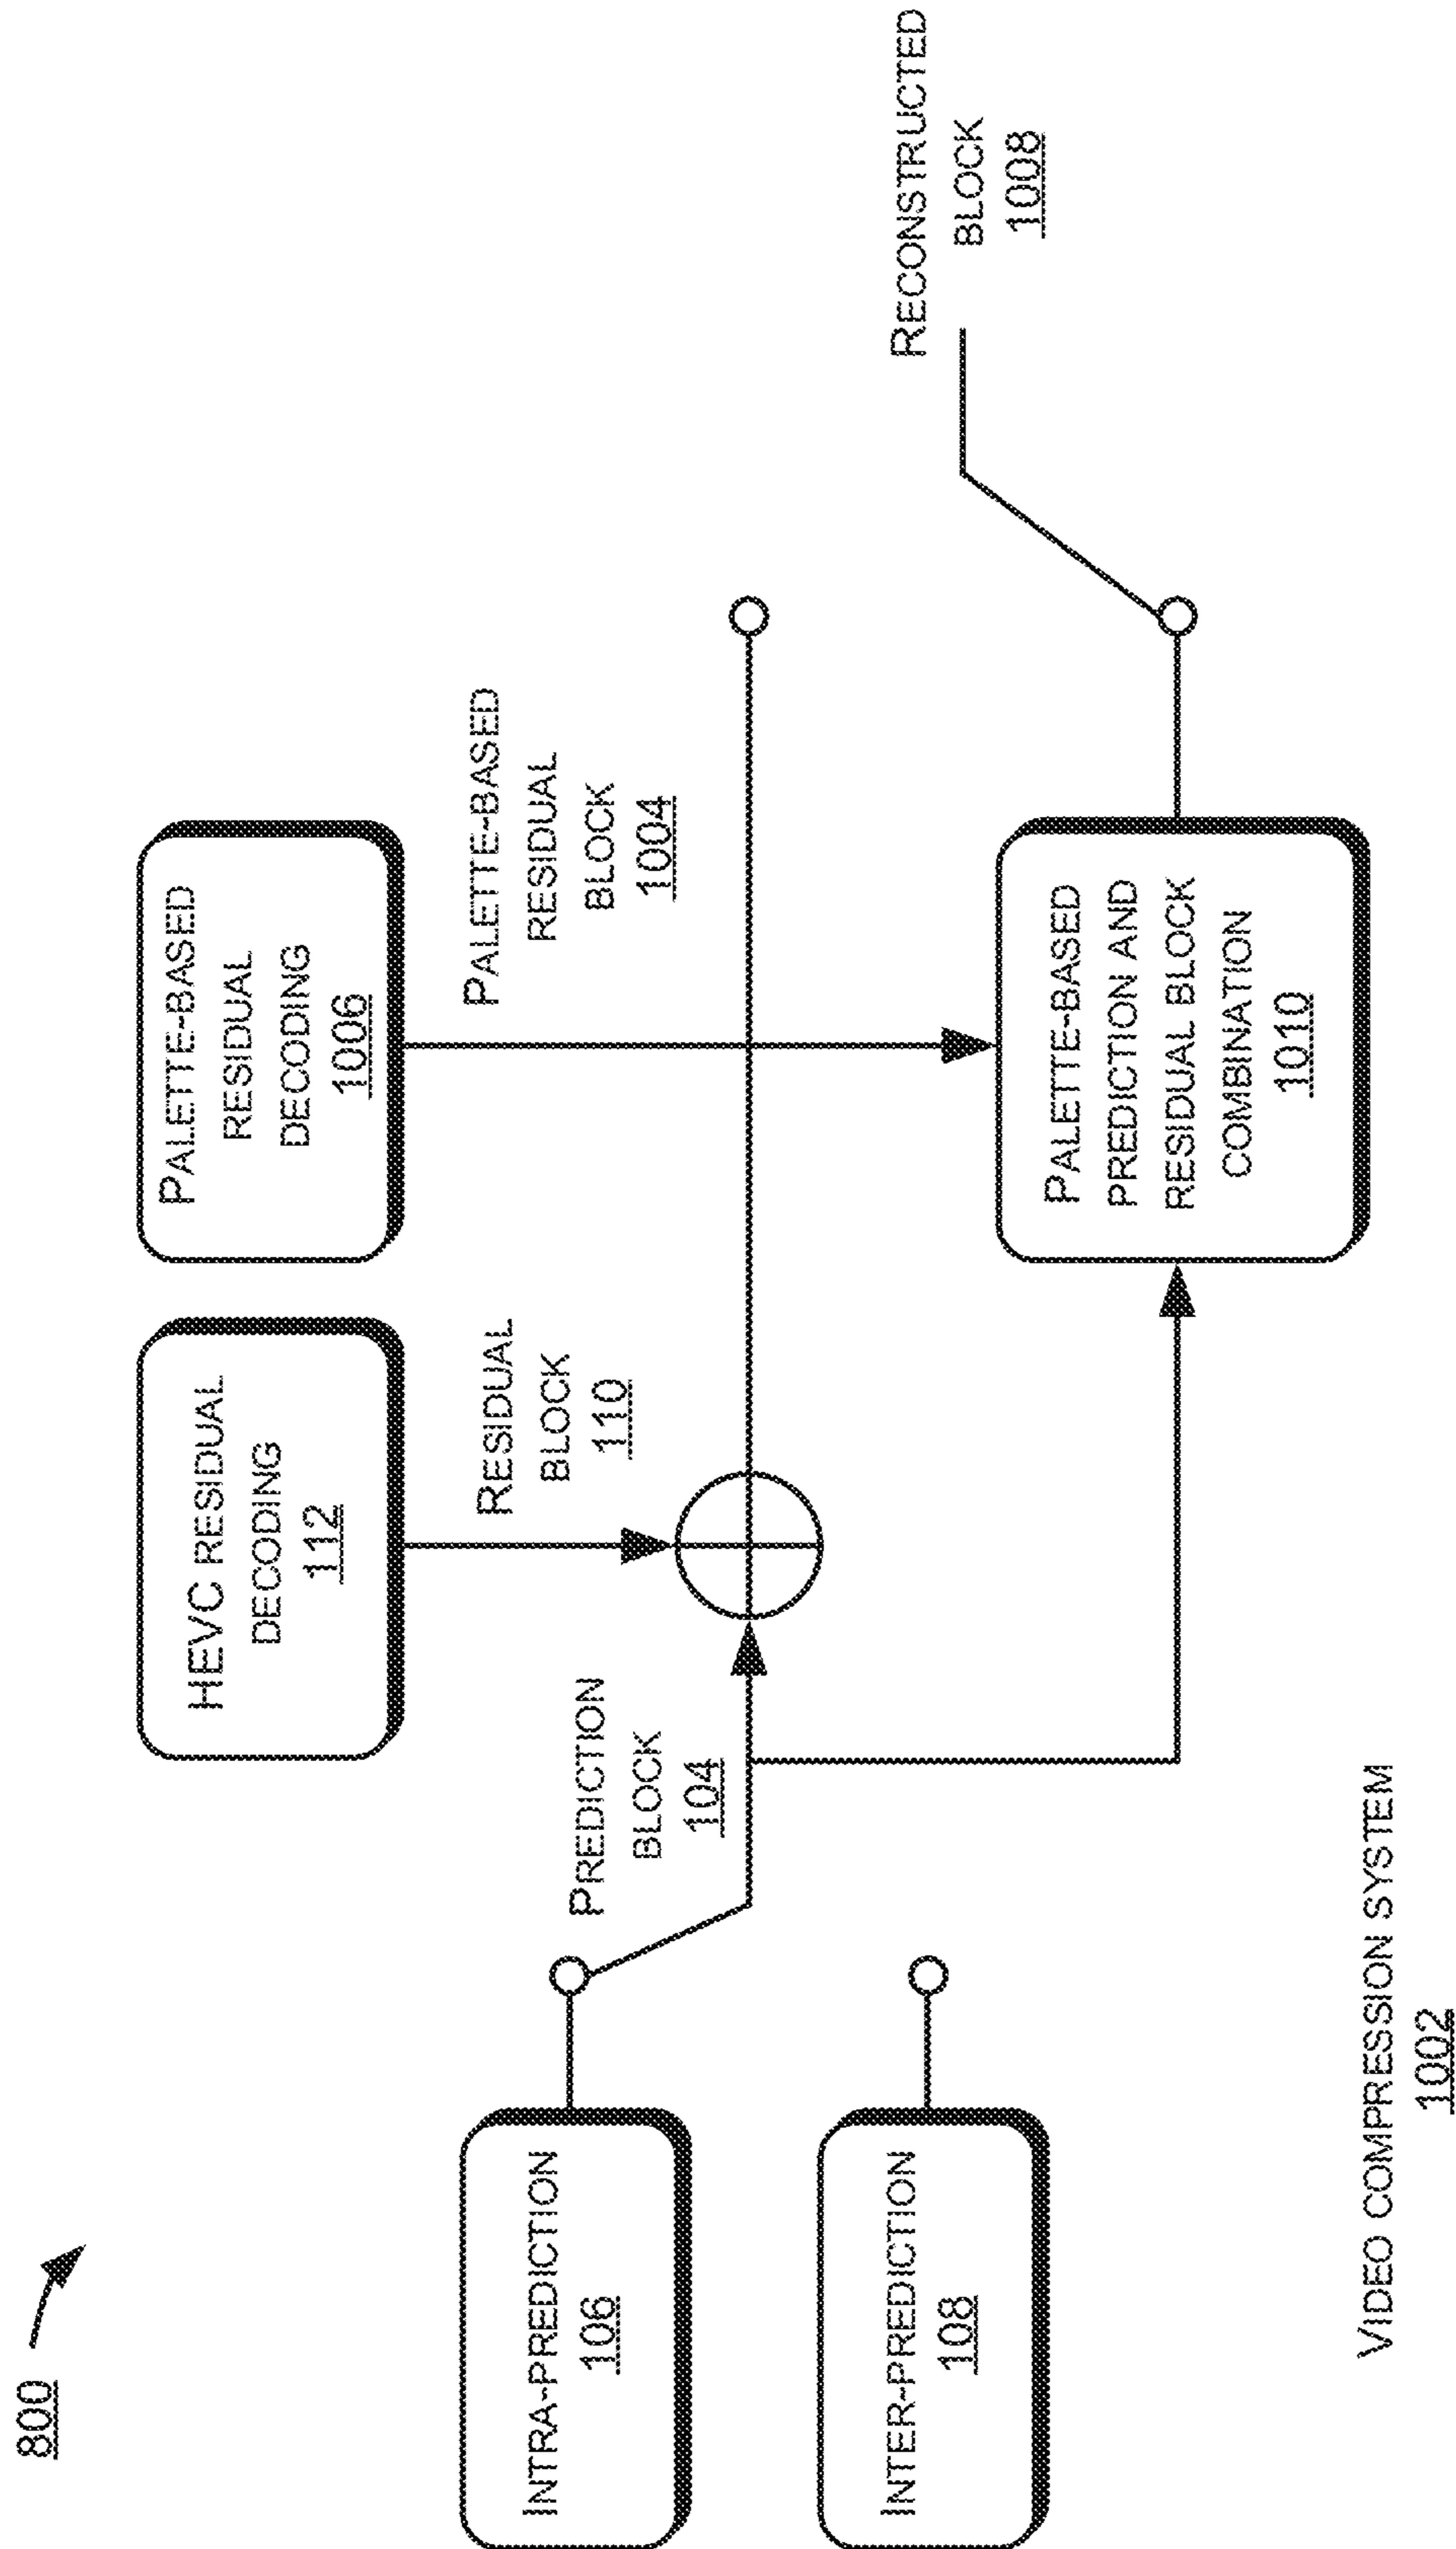 800
HEVC RESIDUAL
DECODING
112
PALETTE-BASED
RESIDUAL
DECODING
1006
INTRA-PREDICTION
106
PREDICTION
BLOCK
104
RESIDUAL
BLOCK
110
PALETTE-BASED
RESIDUAL
BLOCK
1004
INTER-PREDICTION
108
PALETTE-BASED
PREDICTION AND
RESIDUAL BLOCK
COMBINATION
1010
RECONSTRUCTED
BLOCK
1008
VIDEO COMPRESSION SYSTEM
1002